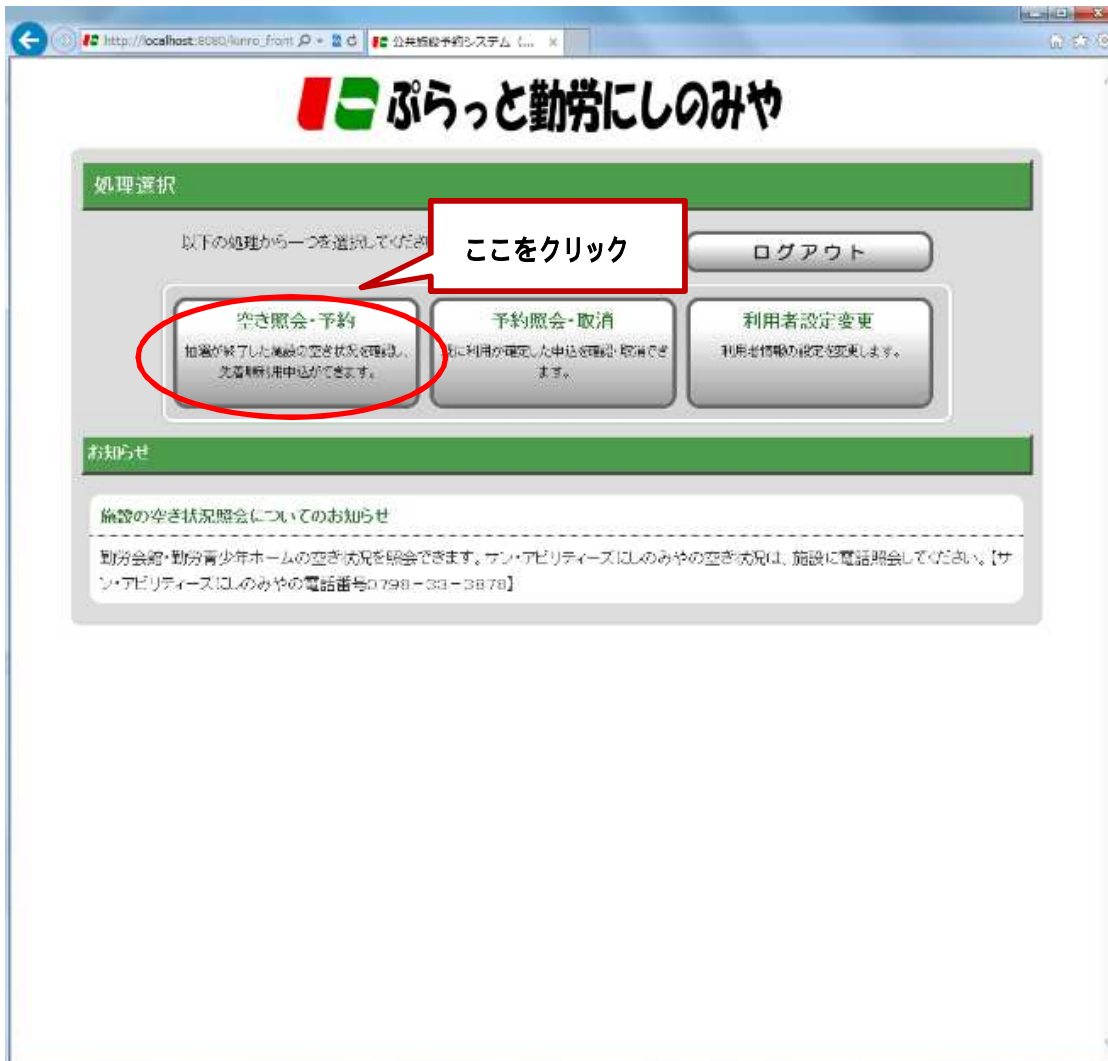 http://localhost:8080/kinro_front
公共施設予約システム (...
ぷらっと勤労にしのみや
処理選択
以下の処理から一つを選択してくださ
ここをクリック
ログアウト
空き照会・予約
抽選が終了した施設の空き状況を確認し、
先着順利用申込ができます。
予約照会・取消
既に利用が確定した申込を確認・取消でき
ます。
利用者設定変更
利用者情報の設定を変更します。
お知らせ
施設の空き状況照会についてのお知らせ
勤労会館・勤労青少年ホームの空き状況を照会できます。サン・アビリティーズにしのみやの空き状況は、施設に電話照会してください。【サ
ン・アビリティーズにしのみやの電話番号0798-33-3878】